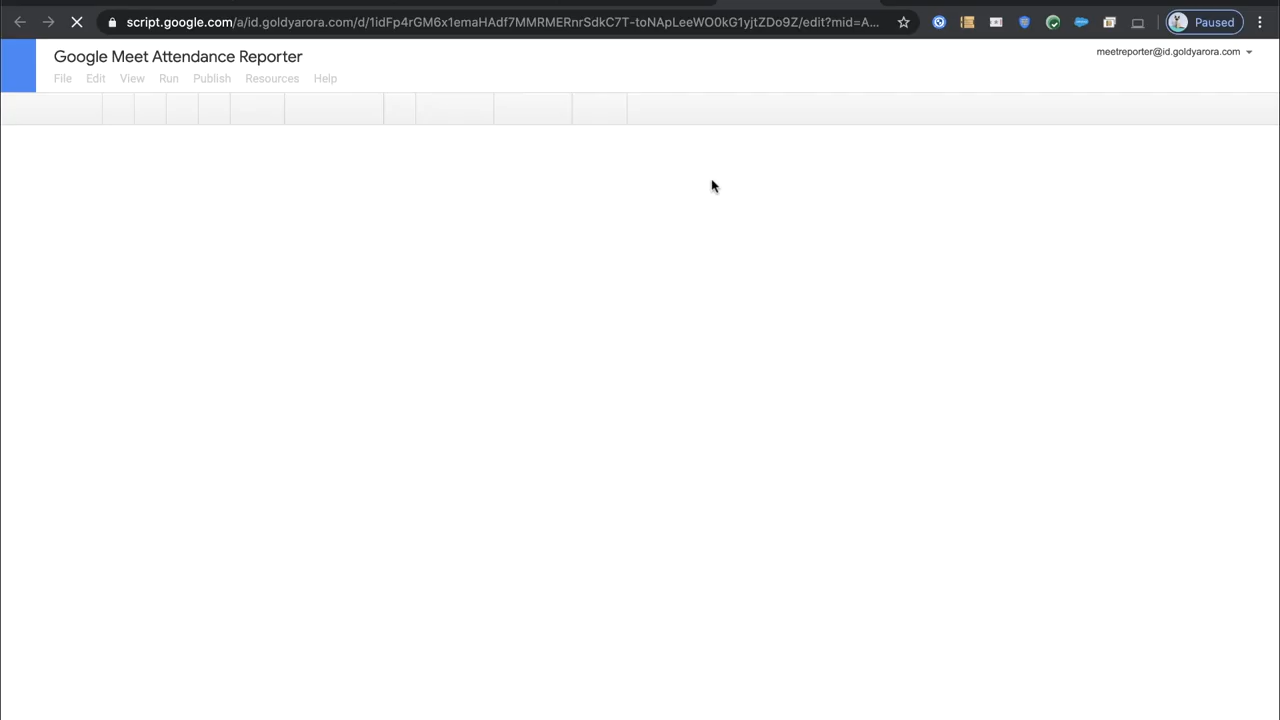 script.google.com/a/id.goldyarora.com/d/1idFp4rGM6x1emaHAdf7MMRMERnrSdkC7T-toNApLeeWO0kG1yjtZDo9Z/edit?mid=A...
Paused
Google Meet Attendance Reporter
meetreporter@id.goldyarora.com
File Edit View Run Publish Resources Help